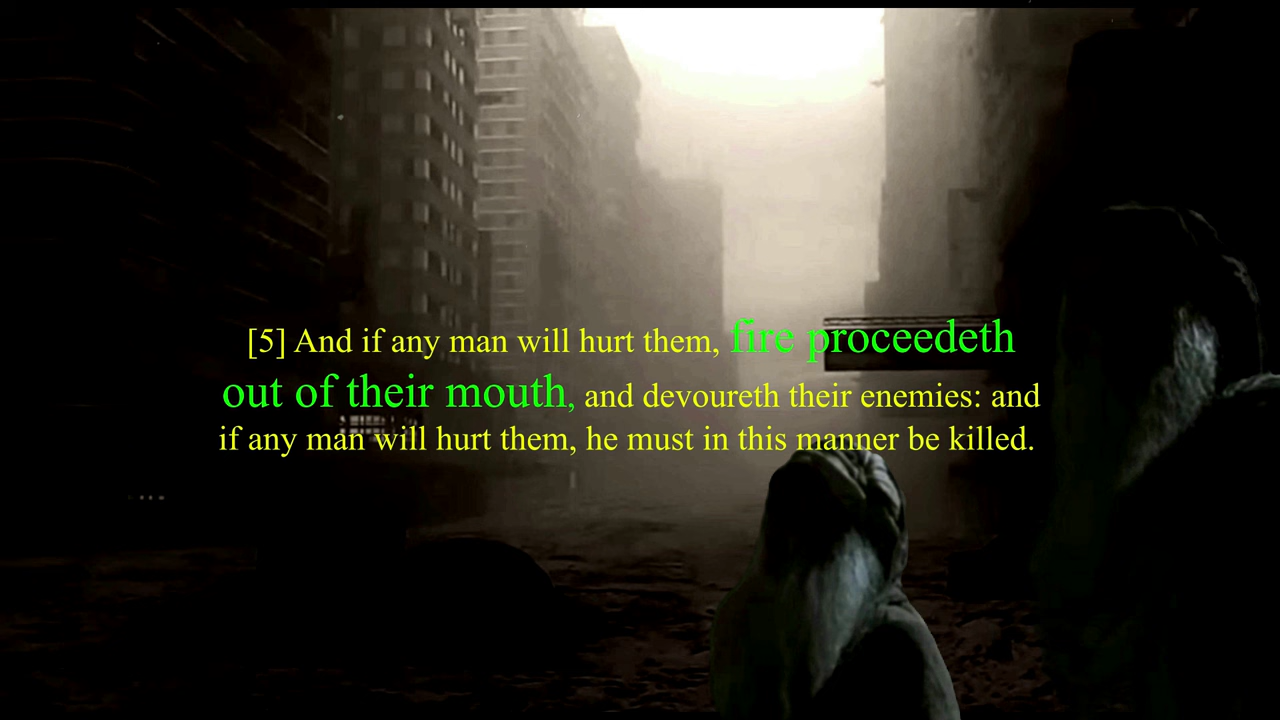 [5] And if any man will hurt them, fire proceedeth
out of their mouth, and devoureth their enemies: and
if any man will hurt them, he must in this manner be killed.